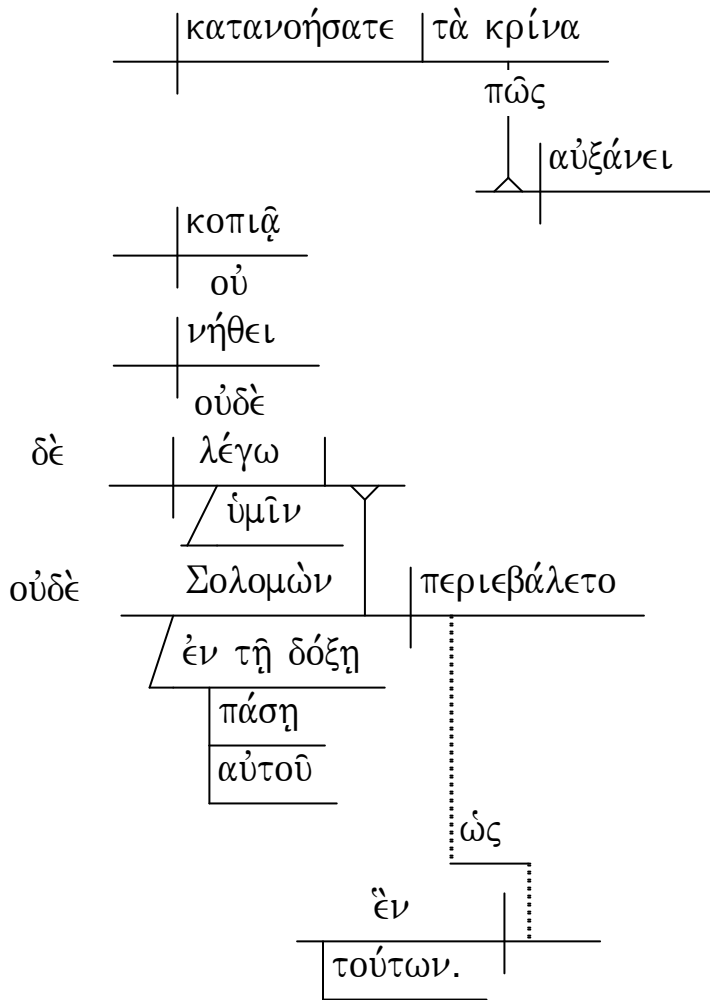 κατανοήσατε τὰ κρίνα
πῶς
αὐξάνει
κοπιᾷ
οὐ
νήθει
οὐδὲ
δὲ λέγω
ὑμῖν
οὐδὲ Σολομὼν περιεβάλετο
ἐν τῇ δόξῃ
πάσῃ
αὐτοῦ
ὡς
ἓν
τούτων.